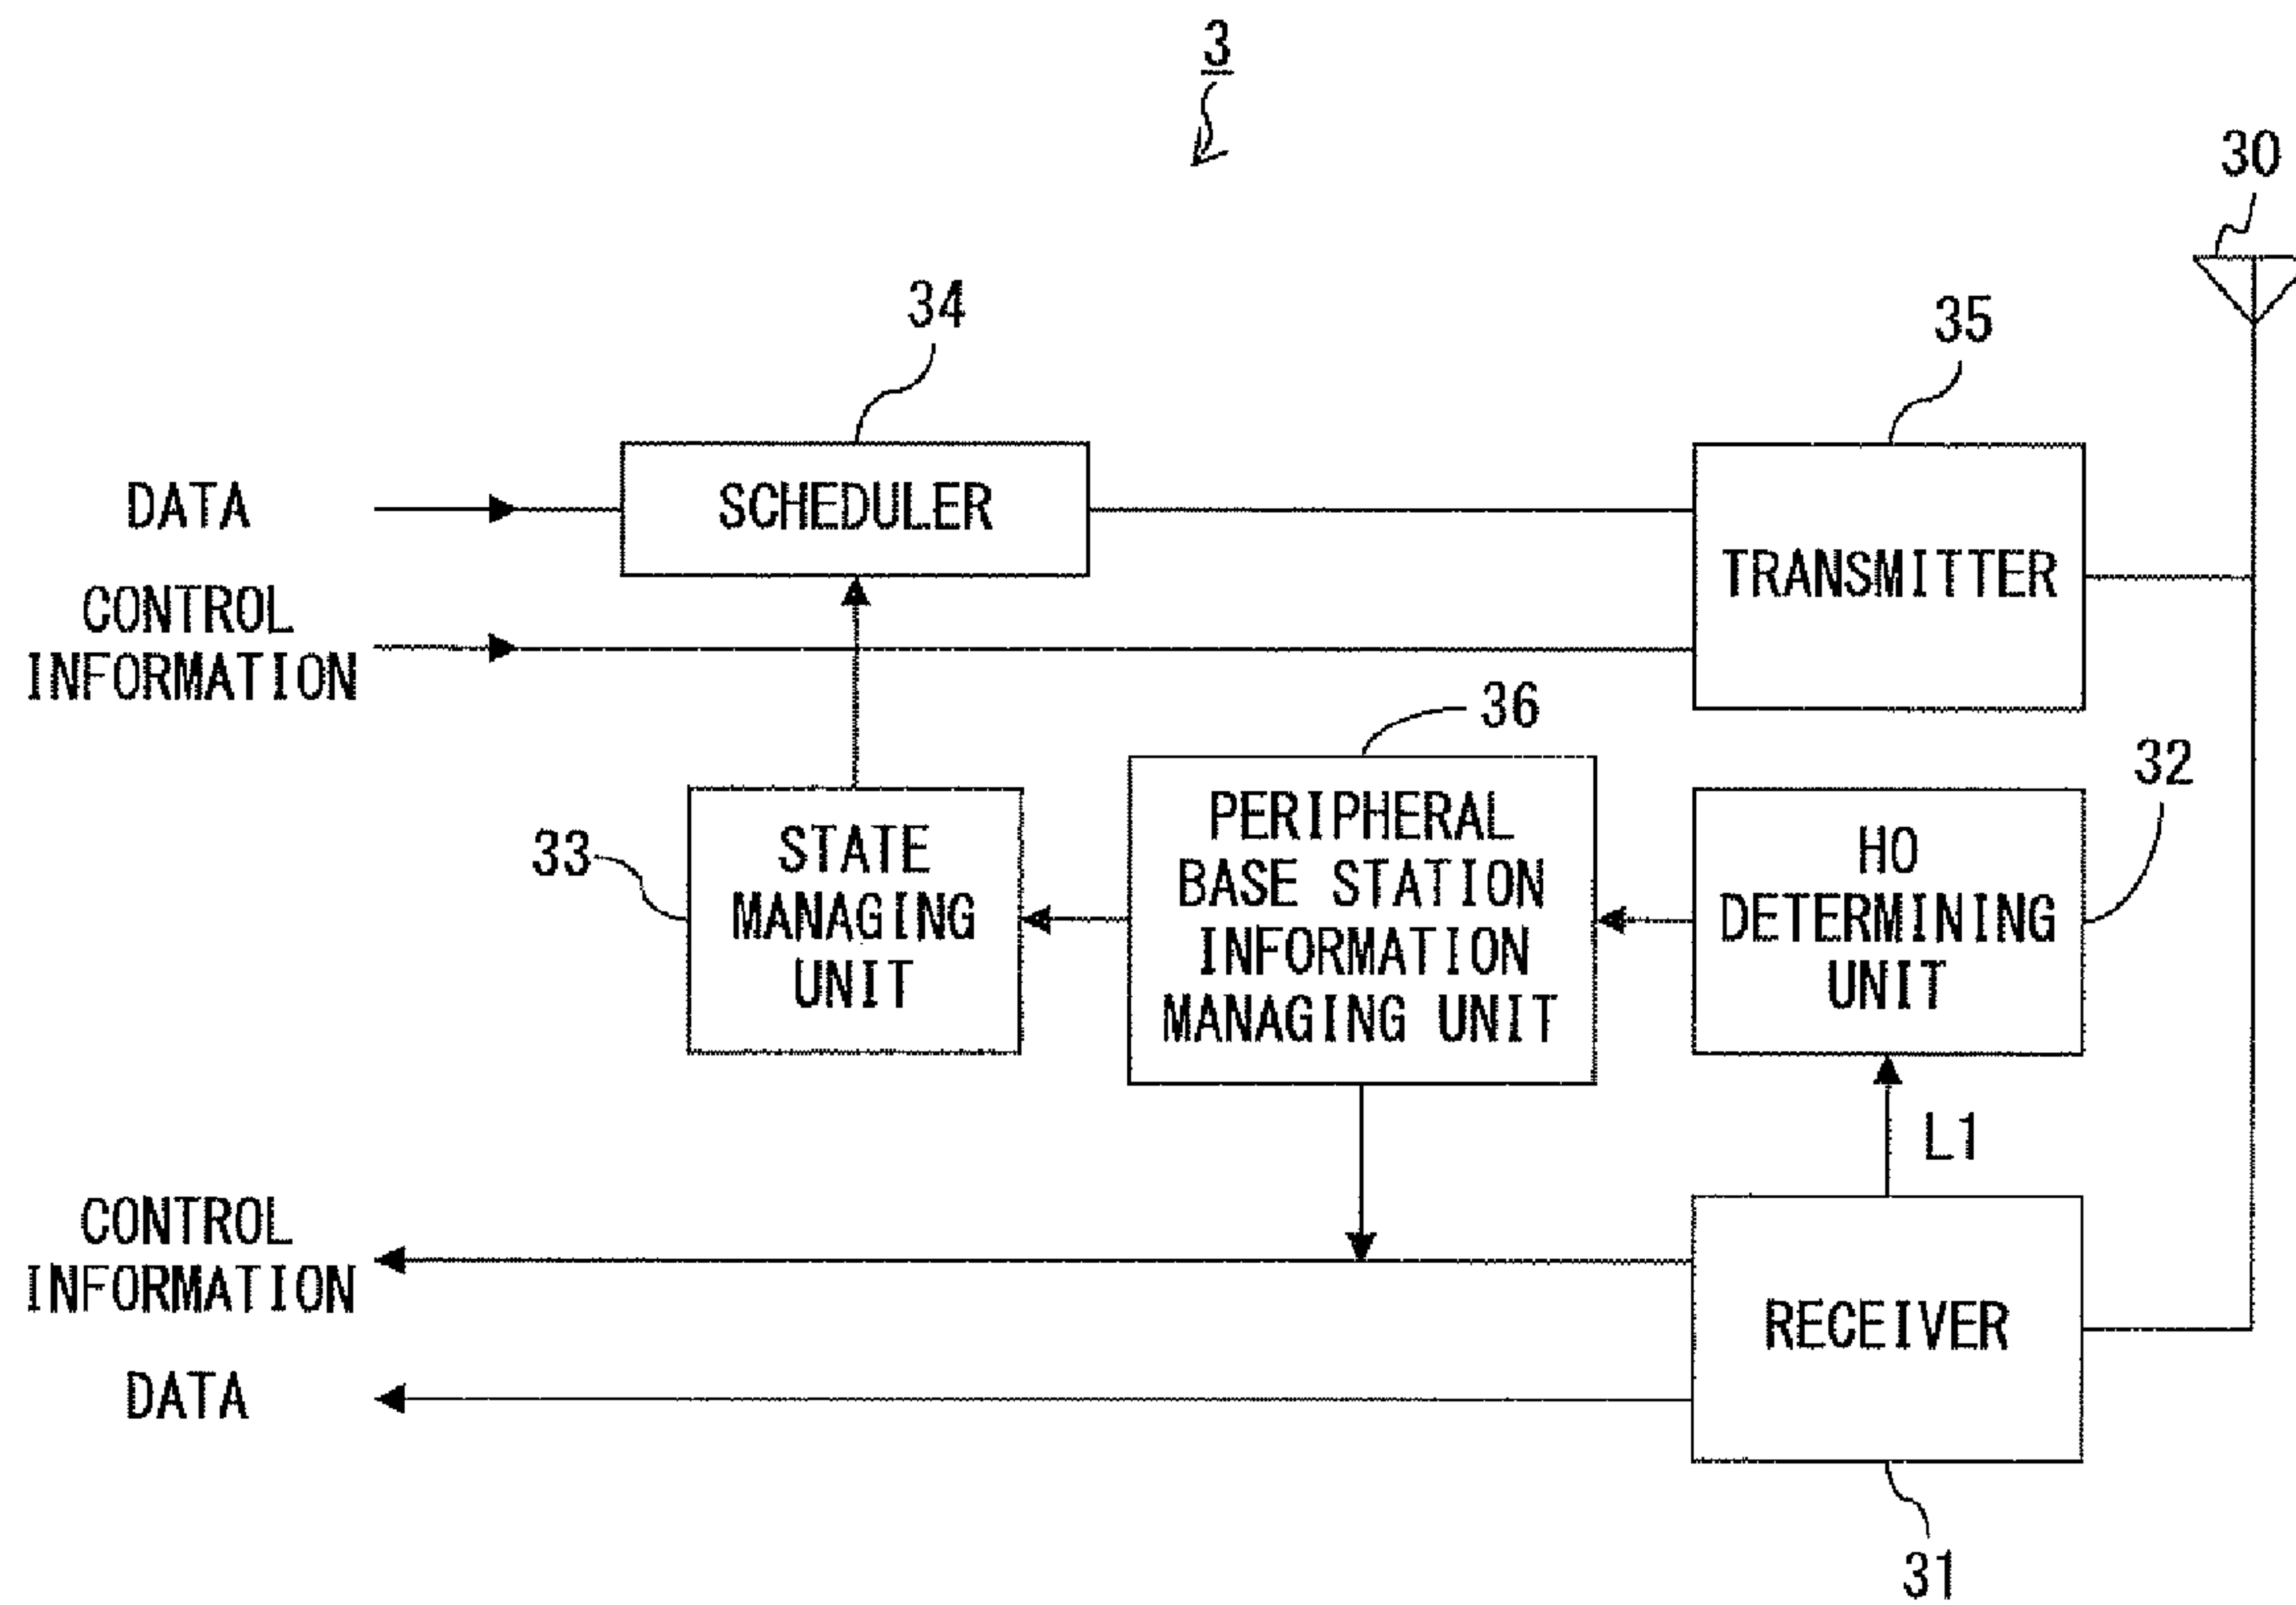 3
30
34
35
DATA
SCHEDULER
TRANSMITTER
CONTROL
INFORMATION
36
32
33
STATE
MANAGING
UNIT
PERIPHERAL
BASE STATION
INFORMATION
MANAGING UNIT
HO
DETERMINING
UNIT
L1
CONTROL
INFORMATION
RECEIVER
DATA
31